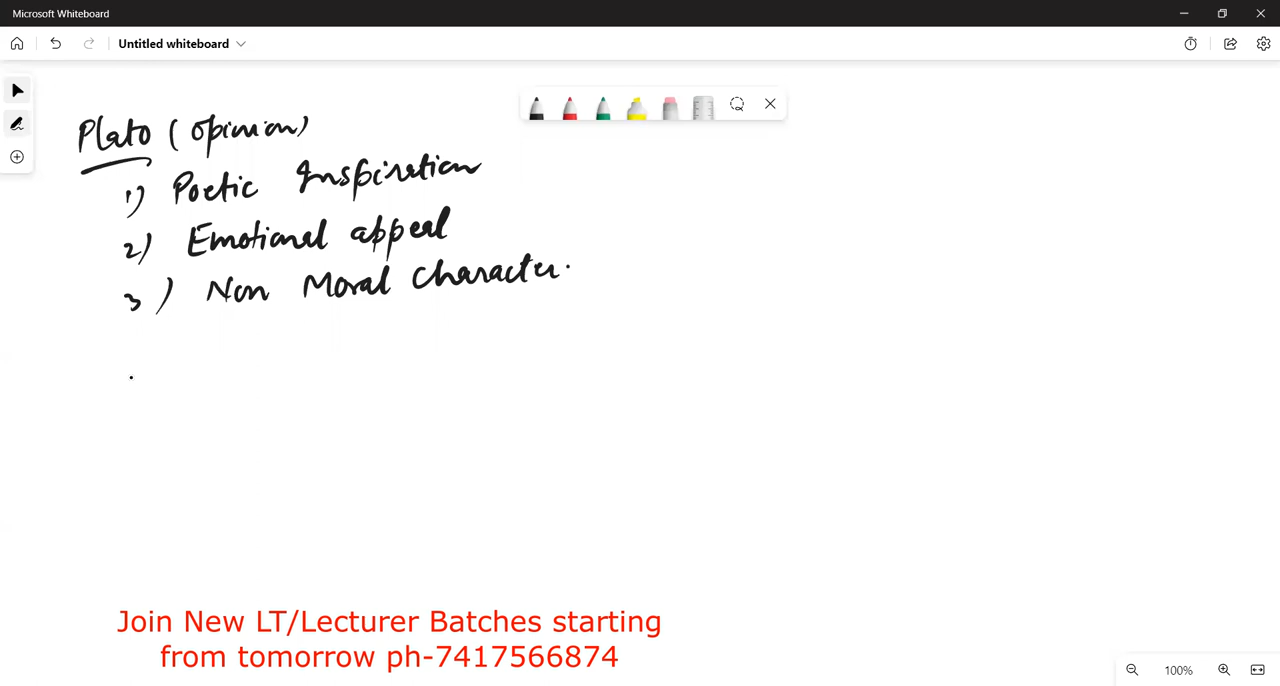 Microsoft Whiteboard
Untitled whiteboard
Plato (opinion)
1) Poetic Inspiration
2) Emotional appeal
3) Non Moral Character.
Join New LT/Lecturer Batches starting
from tomorrow ph-7417566874
100%